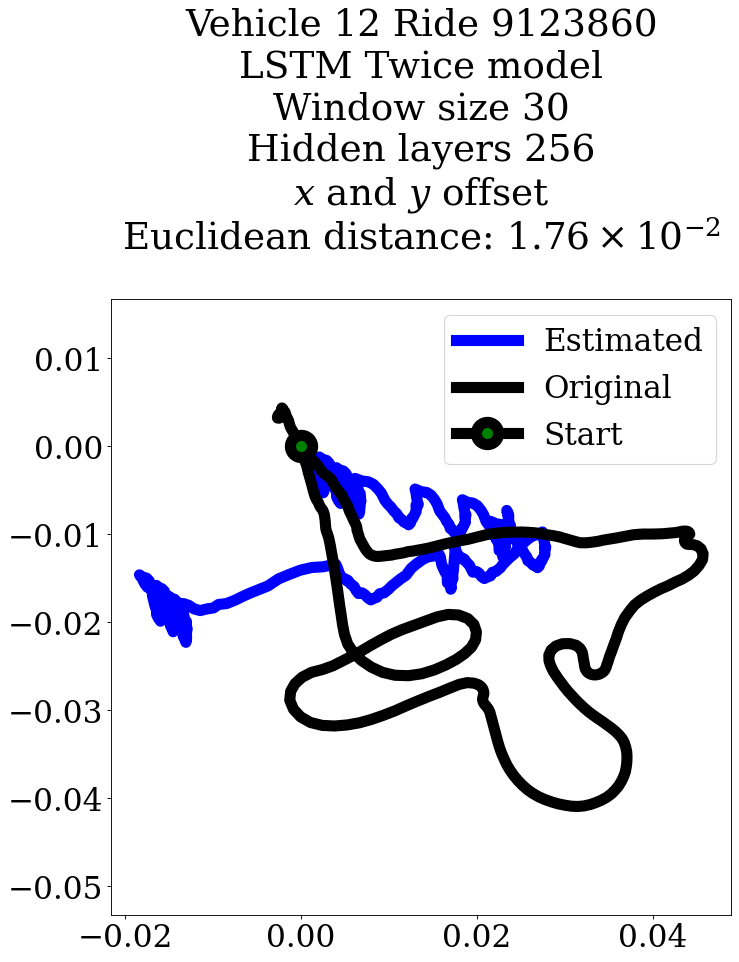 Vehicle 12 Ride 9123860
LSTM Twice model
Window size 30
Hidden layers 256
x and y offset
Euclidean distance: 1.76 × 10⁻²
Estimated
Original
Start
0.01
0.00
−0.01
−0.02
−0.03
−0.04
−0.05
−0.02 0.00 0.02 0.04